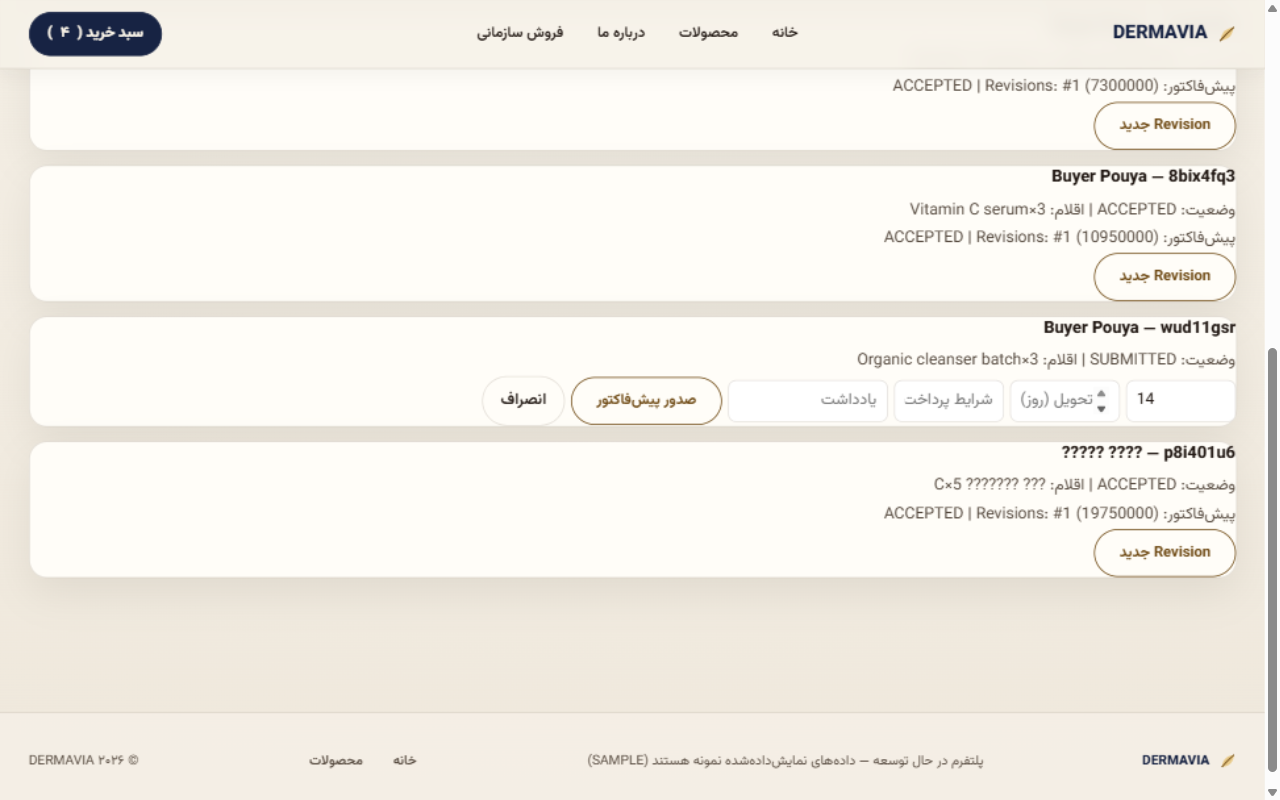 DERMAVIA
خانه
محصولات
درباره ما
فروش سازمانی
سبد خرید ( ۴ )
پیش‌فاکتور: ACCEPTED | Revisions: #1 (7300000)
Revision جدید
Buyer Pouya — 8bix4fq3
وضعیت: ACCEPTED | اقلام: Vitamin C serum×3
پیش‌فاکتور: ACCEPTED | Revisions: #1 (10950000)
Revision جدید
Buyer Pouya — wud11gsr
وضعیت: SUBMITTED | اقلام: Organic cleanser batch×3
14
تحویل (روز)
شرایط پرداخت
یادداشت
صدور پیش‌فاکتور
انصراف
????? ???? — p8i401u6
وضعیت: ACCEPTED | اقلام: ??? ??????? C×5
پیش‌فاکتور: ACCEPTED | Revisions: #1 (19750000)
Revision جدید
DERMAVIA
پلتفرم در حال توسعه — داده‌های نمایش‌داده‌شده نمونه هستند (SAMPLE)
خانه
محصولات
© ۲۰۲۶ DERMAVIA